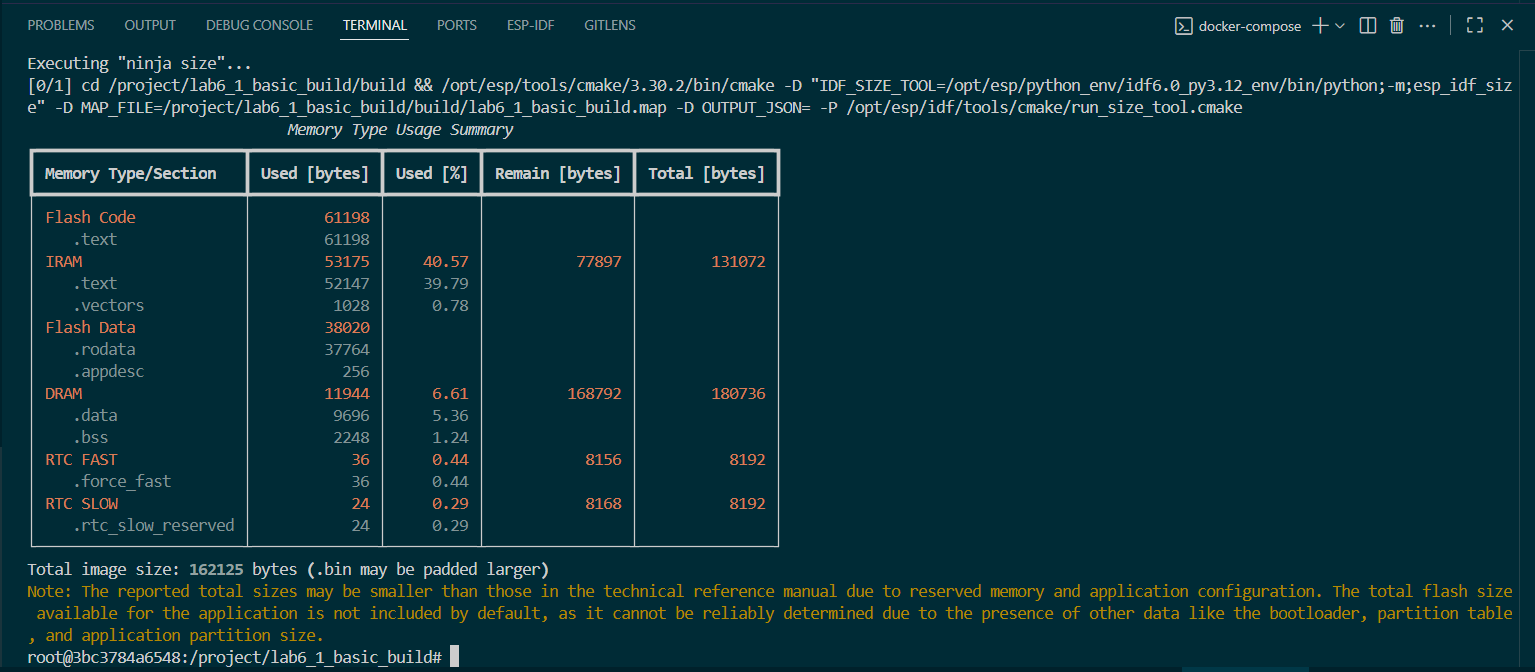 PROBLEMS OUTPUT DEBUG CONSOLE TERMINAL PORTS ESP-IDF GITLENS docker-compose
Executing "ninja size"...
[0/1] cd /project/lab6_1_basic_build/build && /opt/esp/tools/cmake/3.30.2/bin/cmake -D "IDF_SIZE_TOOL=/opt/esp/python_env/idf6.0_py3.12_env/bin/python;-m;esp_idf_siz
e" -D MAP_FILE=/project/lab6_1_basic_build/build/lab6_1_basic_build.map -D OUTPUT_JSON= -P /opt/esp/idf/tools/cmake/run_size_tool.cmake
Memory Type Usage Summary
Memory Type/Section Used [bytes] Used [%] Remain [bytes] Total [bytes]
Flash Code 61198
.text 61198
IRAM 53175 40.57 77897 131072
.text 52147 39.79
.vectors 1028 0.78
Flash Data 38020
.rodata 37764
.appdesc 256
DRAM 11944 6.61 168792 180736
.data 9696 5.36
.bss 2248 1.24
RTC FAST 36 0.44 8156 8192
.force_fast 36 0.44
RTC SLOW 24 0.29 8168 8192
.rtc_slow_reserved 24 0.29
Total image size: 162125 bytes (.bin may be padded larger)
Note: The reported total sizes may be smaller than those in the technical reference manual due to reserved memory and application configuration. The total flash size
available for the application is not included by default, as it cannot be reliably determined due to the presence of other data like the bootloader, partition table
, and application partition size.
root@3bc3784a6548:/project/lab6_1_basic_build#